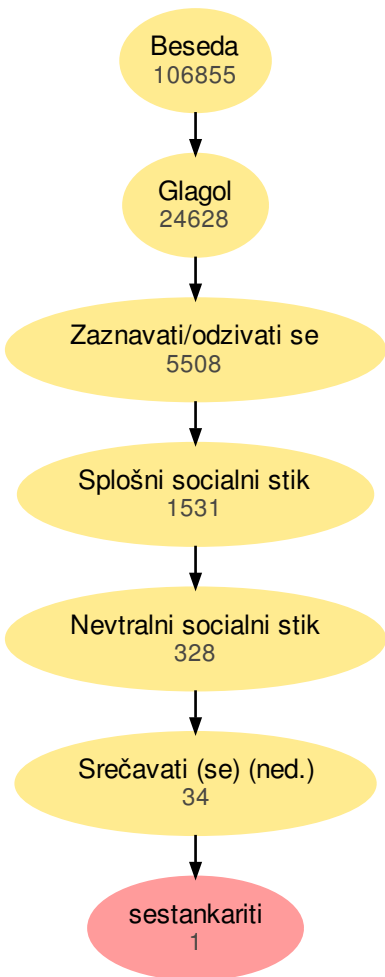 Beseda
106855
Glagol
24628
Zaznavati/odzivati se
5508
Splošni socialni stik
1531
Nevtralni socialni stik
328
Srečavati (se) (ned.)
34
sestankariti
1